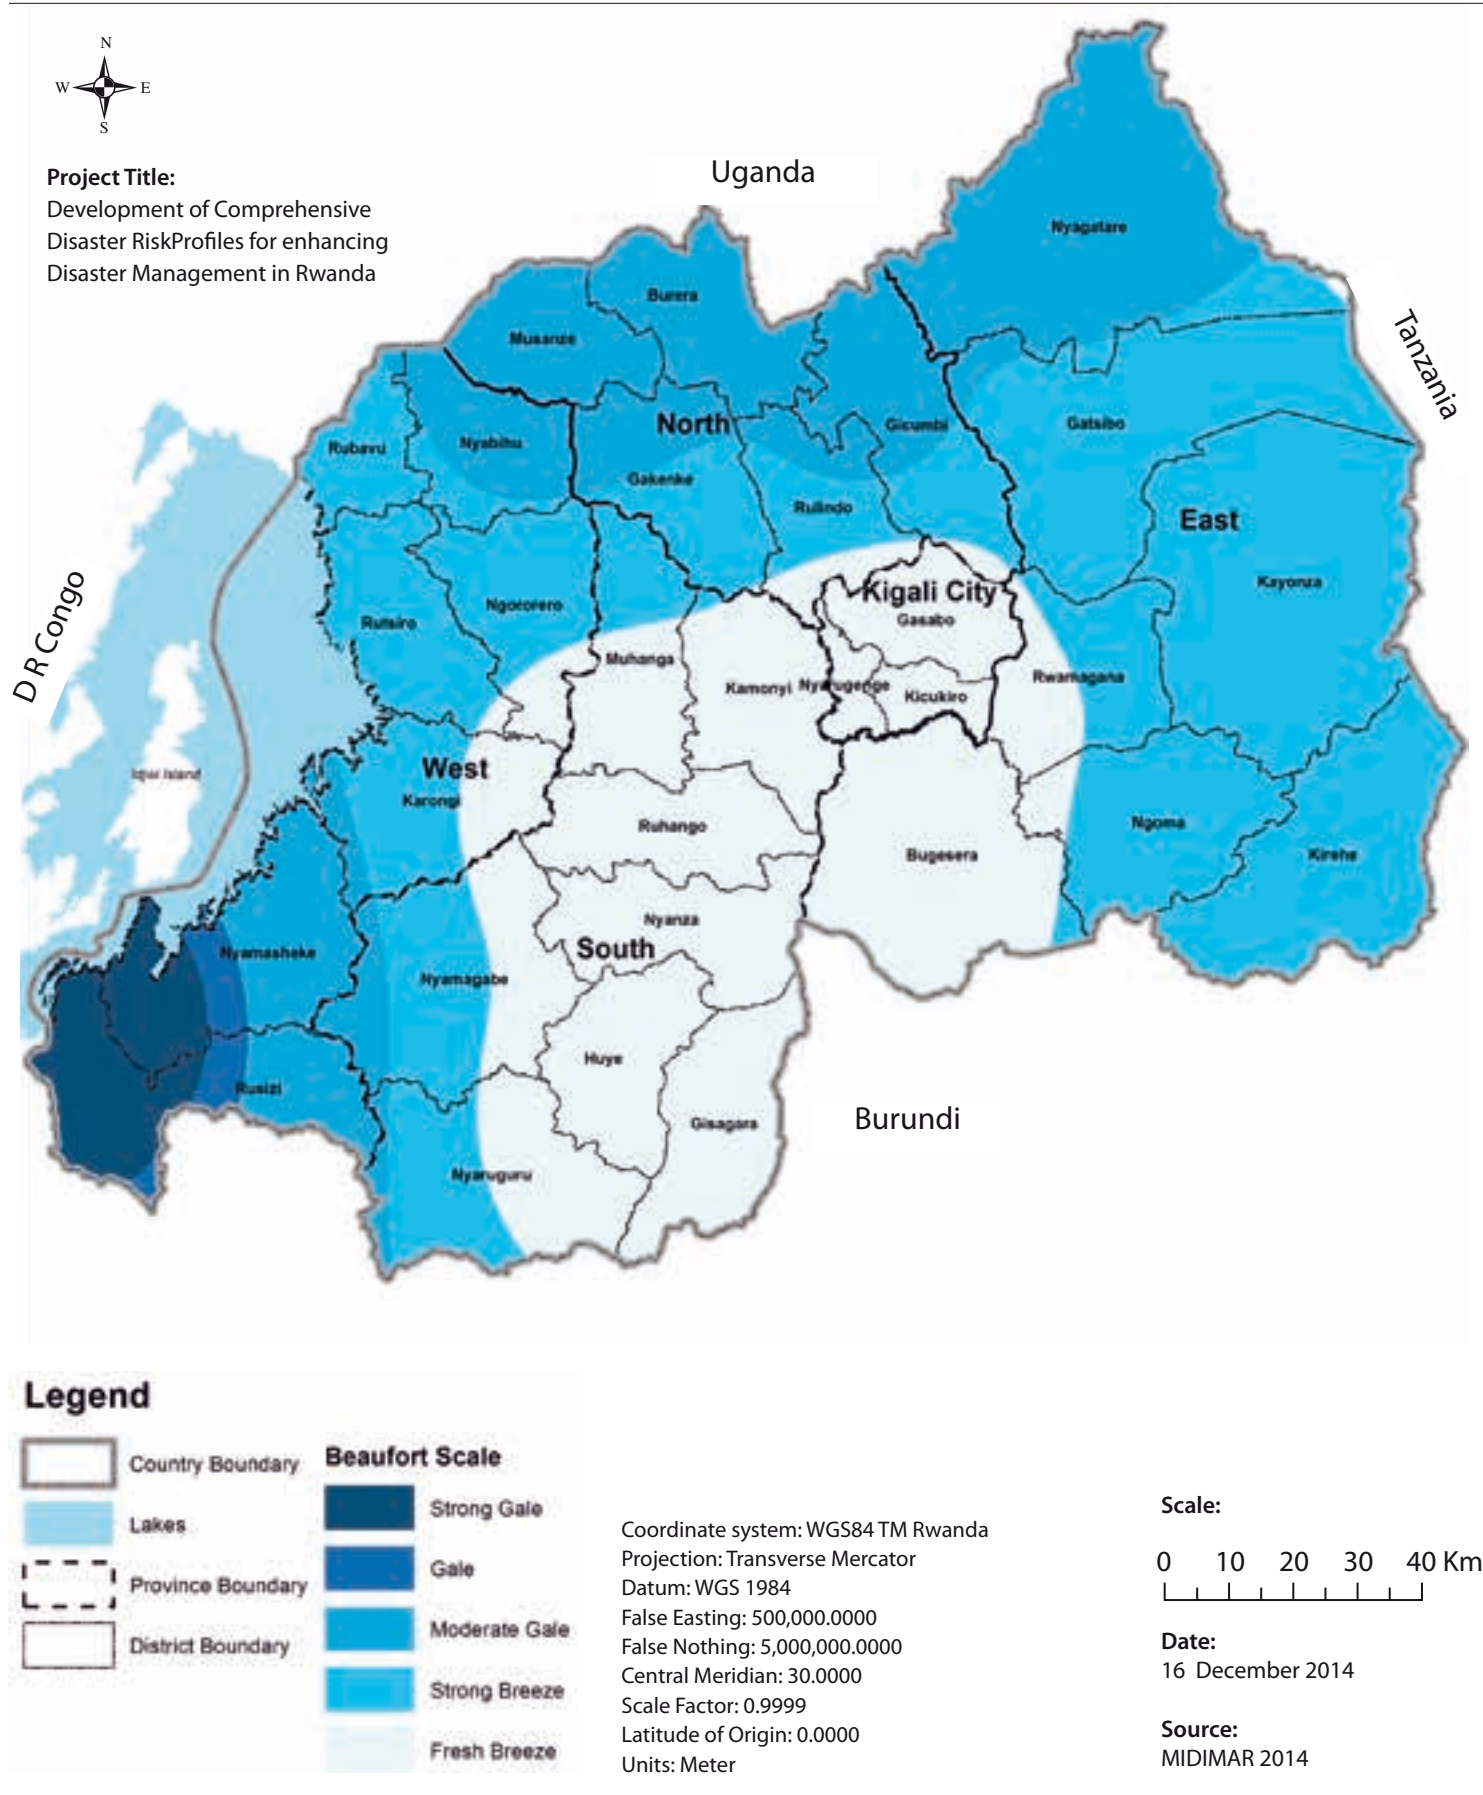 N
W E
S
Project Title:
Development of Comprehensive
Disaster RiskProfiles for enhancing
Disaster Management in Rwanda
Uganda
Tanzania
D R Congo
Burundi
Nyagatare
Burera
Musanze
North
Gicumbi
Gatsibo
Rubavu
Nyabihu
Gakenke
Rulindo
East
Kayonza
Kigali City
Gasabo
Ngororero
Rutsiro
Muhanga
Kamonyi
Nyarugenge
Kicukiro
Rwamagana
Idjwi Island
West
Karongi
Ruhango
Bugesera
Ngoma
Kirehe
Nyanza
South
Nyamasheke
Nyamagabe
Huye
Rusizi
Gisagara
Nyaruguru
Legend
Country Boundary
Lakes
Province Boundary
District Boundary
Beaufort Scale
Strong Gale
Gale
Moderate Gale
Strong Breeze
Fresh Breeze
Coordinate system: WGS84 TM Rwanda
Projection: Transverse Mercator
Datum: WGS 1984
False Easting: 500,000.0000
False Nothing: 5,000,000.0000
Central Meridian: 30.0000
Scale Factor: 0.9999
Latitude of Origin: 0.0000
Units: Meter
Scale:
0 10 20 30 40 Km
Date:
16 December 2014
Source:
MIDIMAR 2014